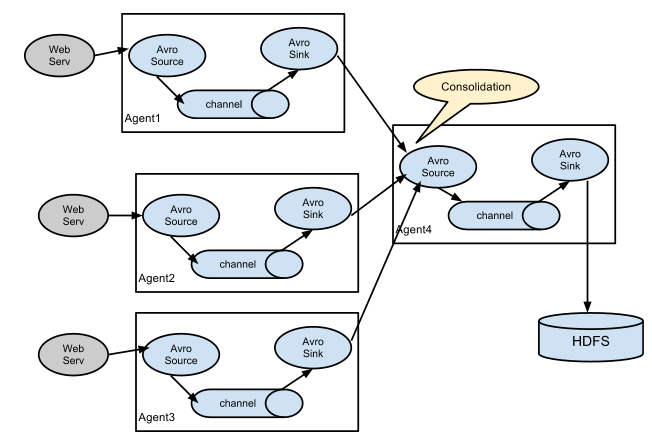 Web
Serv
Avro
Source
Avro
Sink
channel
Agent1
Consolidation
Web
Serv
Avro
Source
Avro
Sink
channel
Agent2
Avro
Source
Avro
Sink
channel
Agent4
Web
Serv
Avro
Source
Avro
Sink
channel
Agent3
HDFS